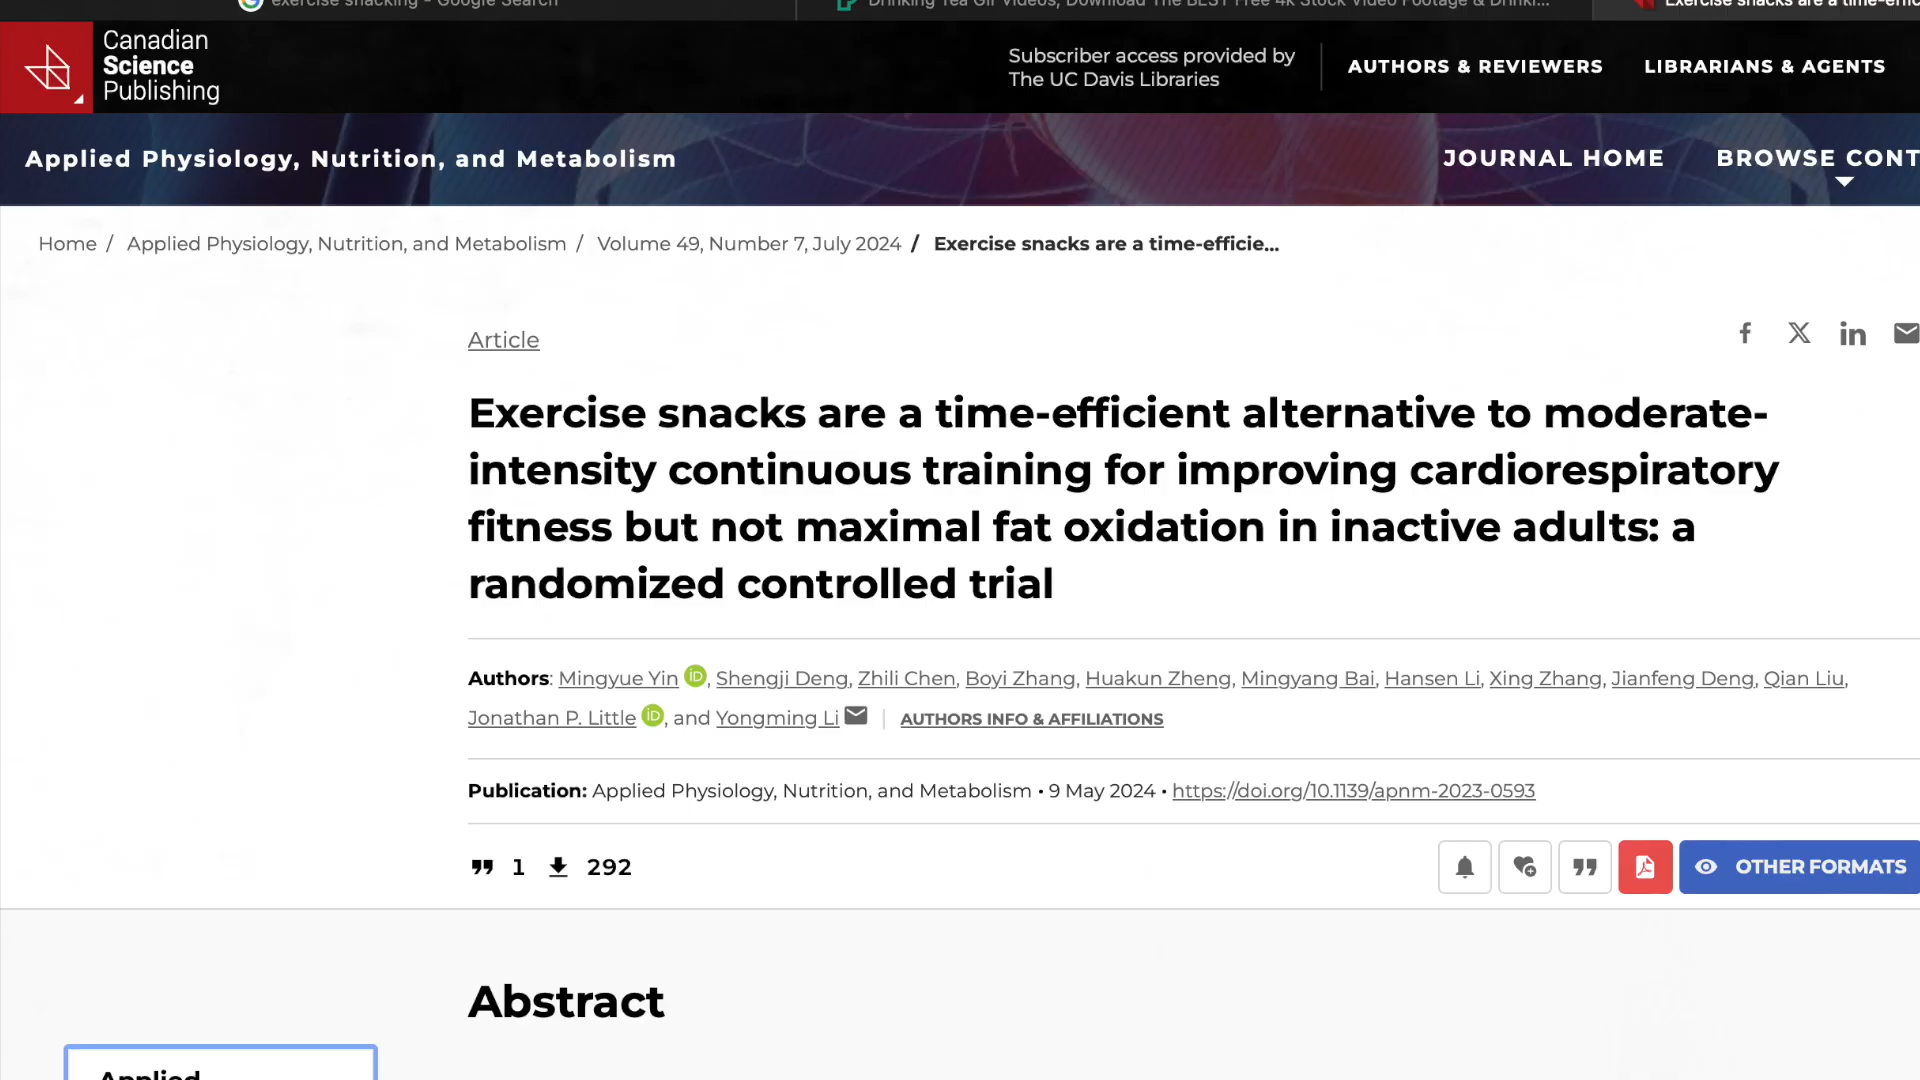 exercise snacking - Google Search
Drinking Tea Gif Videos, Download The BEST Free 4k Stock Video Footage & Drinki...
Exercise snacks are a time-effic
Canadian
Science
Publishing
Subscriber access provided by
The UC Davis Libraries
AUTHORS & REVIEWERS
LIBRARIANS & AGENTS
Applied Physiology, Nutrition, and Metabolism
JOURNAL HOME
BROWSE CONT
Home / Applied Physiology, Nutrition, and Metabolism / Volume 49, Number 7, July 2024 / Exercise snacks are a time-efficie...
Article
Exercise snacks are a time-efficient alternative to moderate-
intensity continuous training for improving cardiorespiratory
fitness but not maximal fat oxidation in inactive adults: a
randomized controlled trial
Authors: Mingyue Yin iD, Shengji Deng, Zhili Chen, Boyi Zhang, Huakun Zheng, Mingyang Bai, Hansen Li, Xing Zhang, Jianfeng Deng, Qian Liu,
Jonathan P. Little iD, and Yongming Li | AUTHORS INFO & AFFILIATIONS
Publication: Applied Physiology, Nutrition, and Metabolism • 9 May 2024 • https://doi.org/10.1139/apnm-2023-0593
1 292
OTHER FORMATS
Abstract
Applied